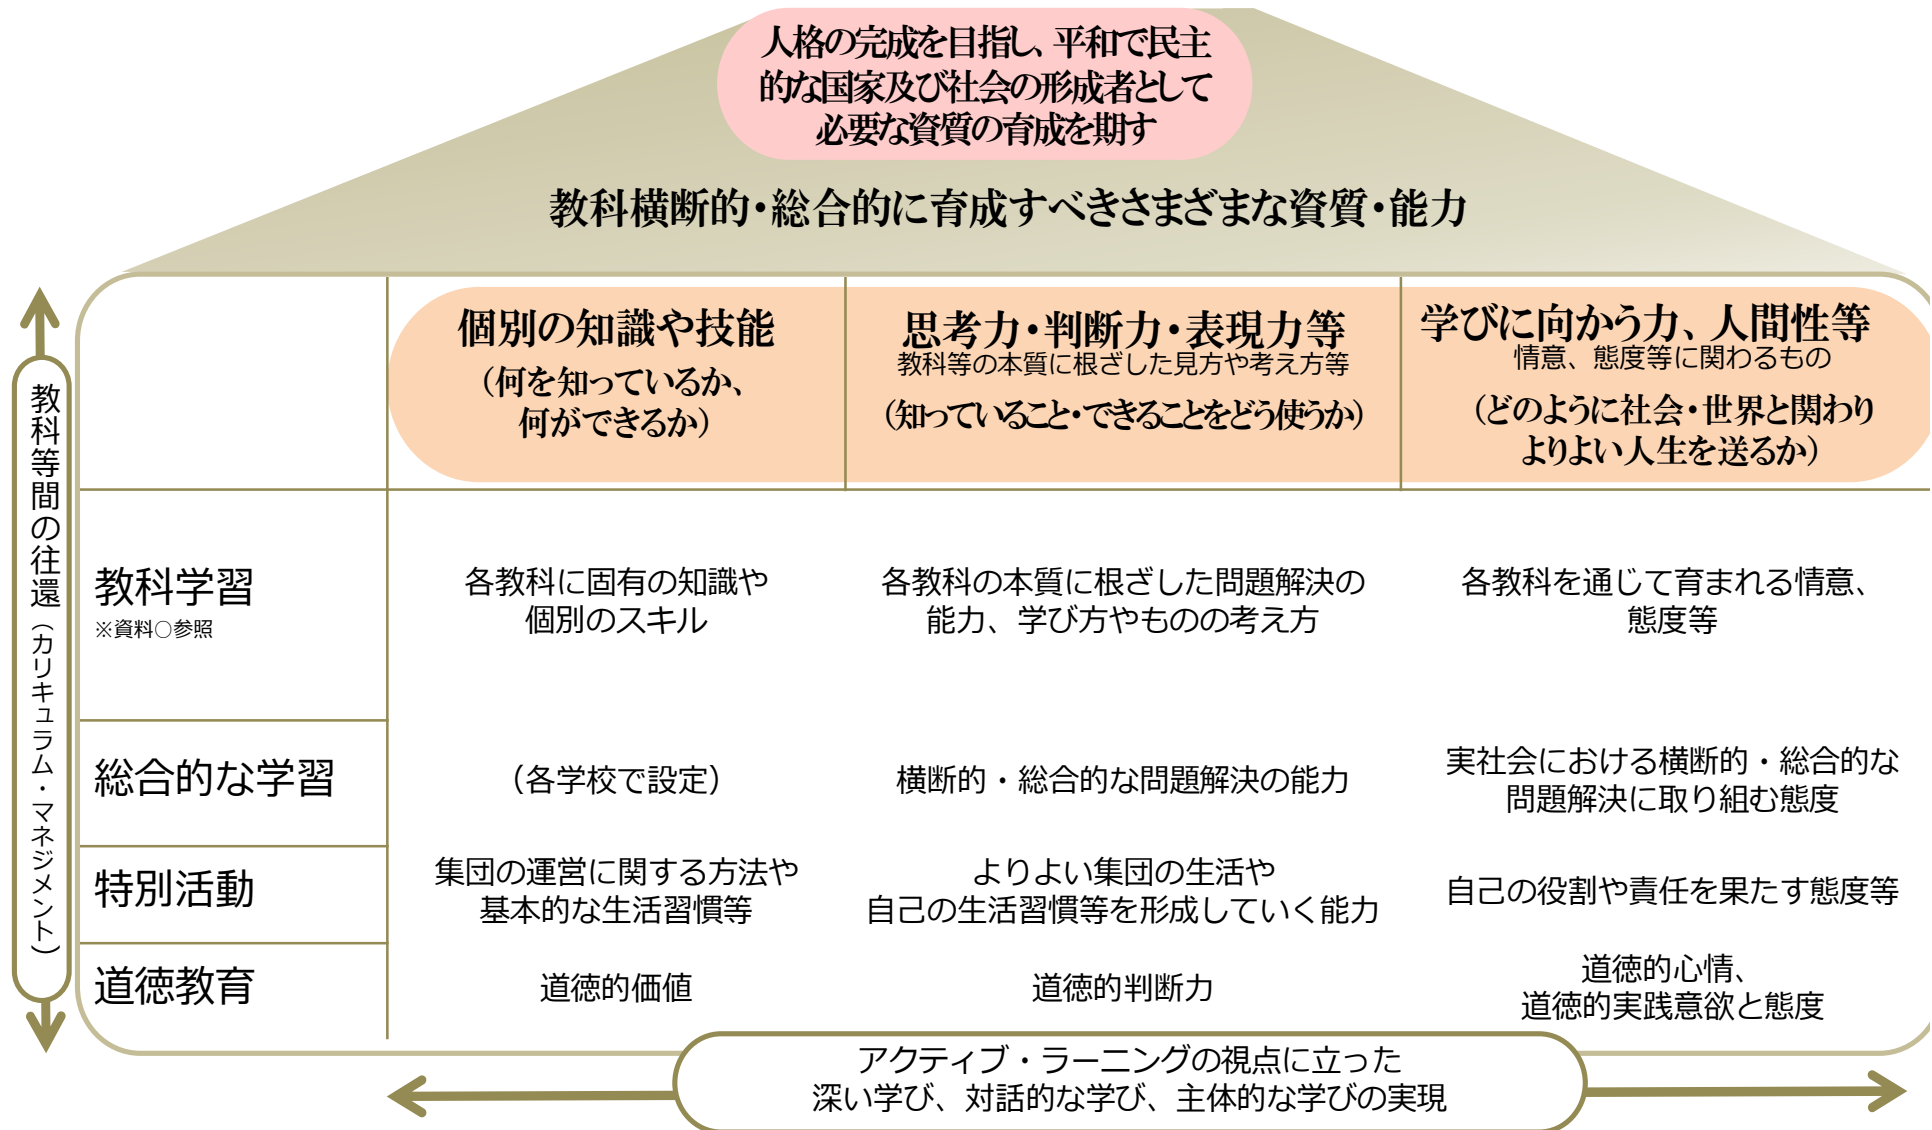 人格の完成を目指し、平和で民主
的な国家及び社会の形成者として
必要な資質の育成を期す
教科横断的・総合的に育成すべきさまざまな資質・能力
教科等間の往還（カリキュラム・マネジメント）
個別の知識や技能
（何を知っているか、
何ができるか）
思考力・判断力・表現力等
教科等の本質に根ざした見方や考え方等
（知っていること・できることをどう使うか）
学びに向かう力、人間性等
情意、態度等に関わるもの
（どのように社会・世界と関わり
よりよい人生を送るか）
教科学習
※資料○参照
各教科に固有の知識や
個別のスキル
各教科の本質に根ざした問題解決の
能力、学び方やものの考え方
各教科を通じて育まれる情意、
態度等
総合的な学習
（各学校で設定）
横断的・総合的な問題解決の能力
実社会における横断的・総合的な
問題解決に取り組む態度
特別活動
集団の運営に関する方法や
基本的な生活習慣等
よりよい集団の生活や
自己の生活習慣等を形成していく能力
自己の役割や責任を果たす態度等
道徳教育
道徳的価値
道徳的判断力
道徳的心情、
道徳的実践意欲と態度
アクティブ・ラーニングの視点に立った
深い学び、対話的な学び、主体的な学びの実現